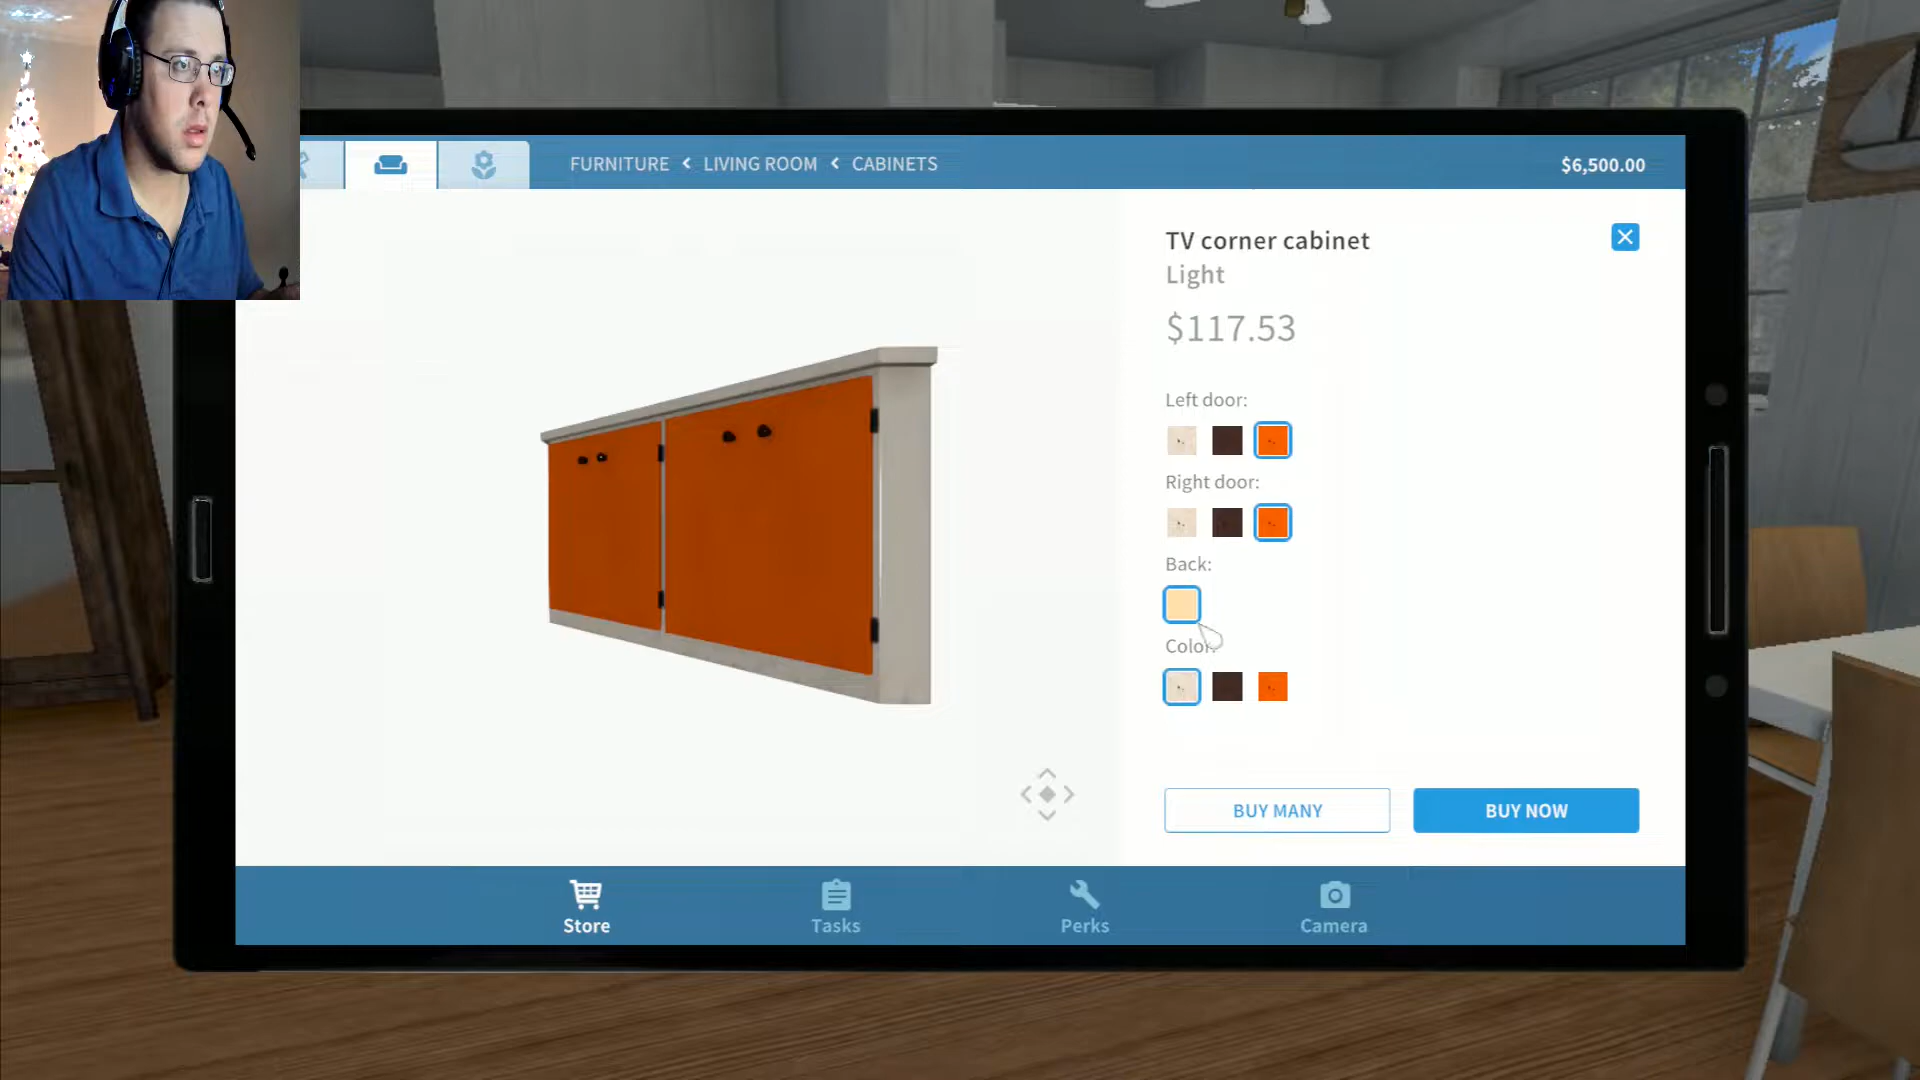 FURNITURE < LIVING ROOM < CABINETS
$6,500.00
TV corner cabinet
Light
$117.53
Left door:
Right door:
Back:
Color:
BUY MANY
BUY NOW
Store
Tasks
Perks
Camera